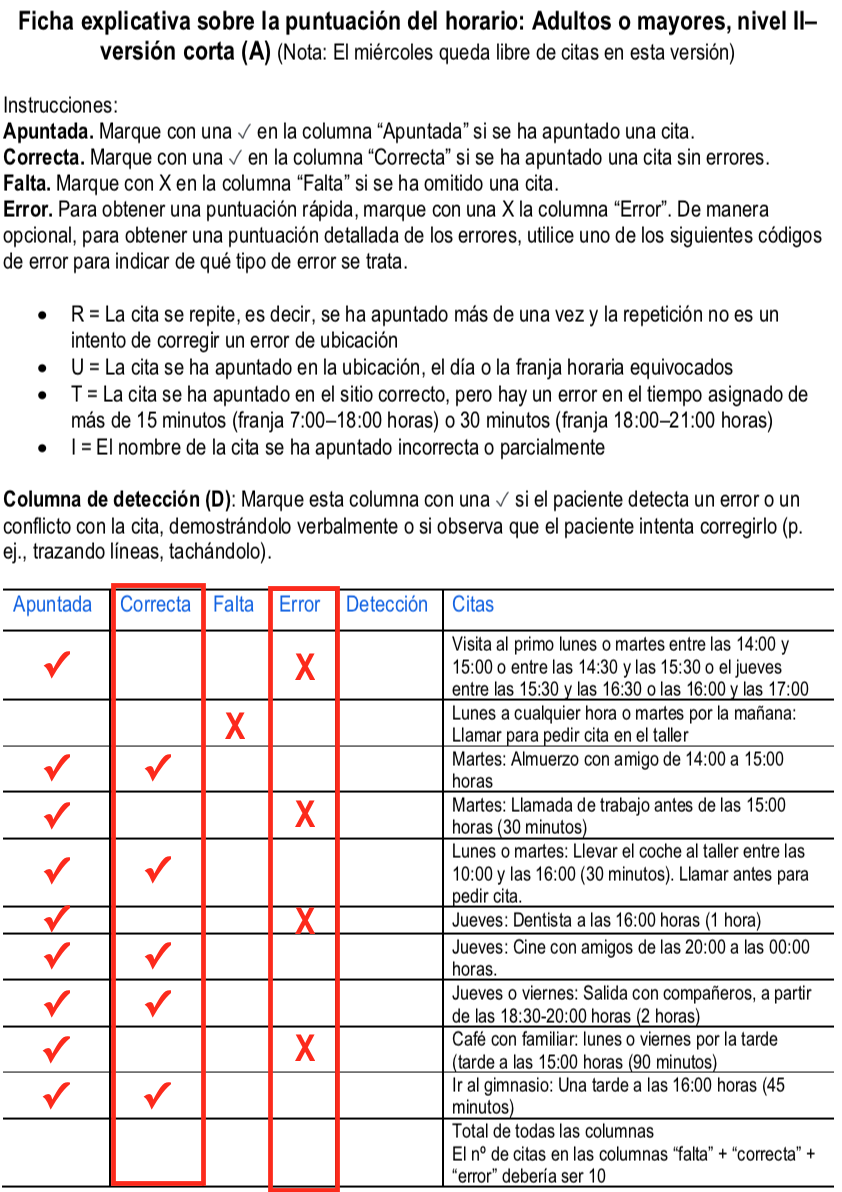 Ficha explicativa sobre la puntuación del horario: Adultos o mayores, nivel II–
versión corta (A) (Nota: El miércoles queda libre de citas en esta versión)
Instrucciones:
Apuntada. Marque con una ✓ en la columna “Apuntada” si se ha apuntado una cita.
Correcta. Marque con una ✓ en la columna “Correcta” si se ha apuntado una cita sin errores.
Falta. Marque con X en la columna “Falta” si se ha omitido una cita.
Error. Para obtener una puntuación rápida, marque con una X la columna “Error”. De manera
opcional, para obtener una puntuación detallada de los errores, utilice uno de los siguientes códigos
de error para indicar de qué tipo de error se trata.
• R = La cita se repite, es decir, se ha apuntado más de una vez y la repetición no es un
intento de corregir un error de ubicación
• U = La cita se ha apuntado en la ubicación, el día o la franja horaria equivocados
• T = La cita se ha apuntado en el sitio correcto, pero hay un error en el tiempo asignado de
más de 15 minutos (franja 7:00–18:00 horas) o 30 minutos (franja 18:00–21:00 horas)
• I = El nombre de la cita se ha apuntado incorrecta o parcialmente
Columna de detección (D): Marque esta columna con una ✓ si el paciente detecta un error o un
conflicto con la cita, demostrándolo verbalmente o si observa que el paciente intenta corregirlo (p.
ej., trazando líneas, tachándolo).
Apuntada Correcta Falta Error Detección Citas
Visita al primo lunes o martes entre las 14:00 y
✓ X 15:00 o entre las 14:30 y las 15:30 o el jueves
entre las 15:30 y las 16:30 o las 16:00 y las 17:00
X Lunes a cualquier hora o martes por la mañana:
Llamar para pedir cita en el taller
✓ ✓ Martes: Almuerzo con amigo de 14:00 a 15:00
horas
✓ X Martes: Llamada de trabajo antes de las 15:00
horas (30 minutos)
Lunes o martes: Llevar el coche al taller entre las
✓ ✓ 10:00 y las 16:00 (30 minutos). Llamar antes para
pedir cita.
✓ X Jueves: Dentista a las 16:00 horas (1 hora)
✓ ✓ Jueves: Cine con amigos de las 20:00 a las 00:00
horas.
✓ ✓ Jueves o viernes: Salida con compañeros, a partir
de las 18:30-20:00 horas (2 horas)
✓ X Café con familiar: lunes o viernes por la tarde
(tarde a las 15:00 horas (90 minutos)
✓ ✓ Ir al gimnasio: Una tarde a las 16:00 horas (45
minutos)
Total de todas las columnas
El nº de citas en las columnas “falta” + “correcta” +
“error” debería ser 10